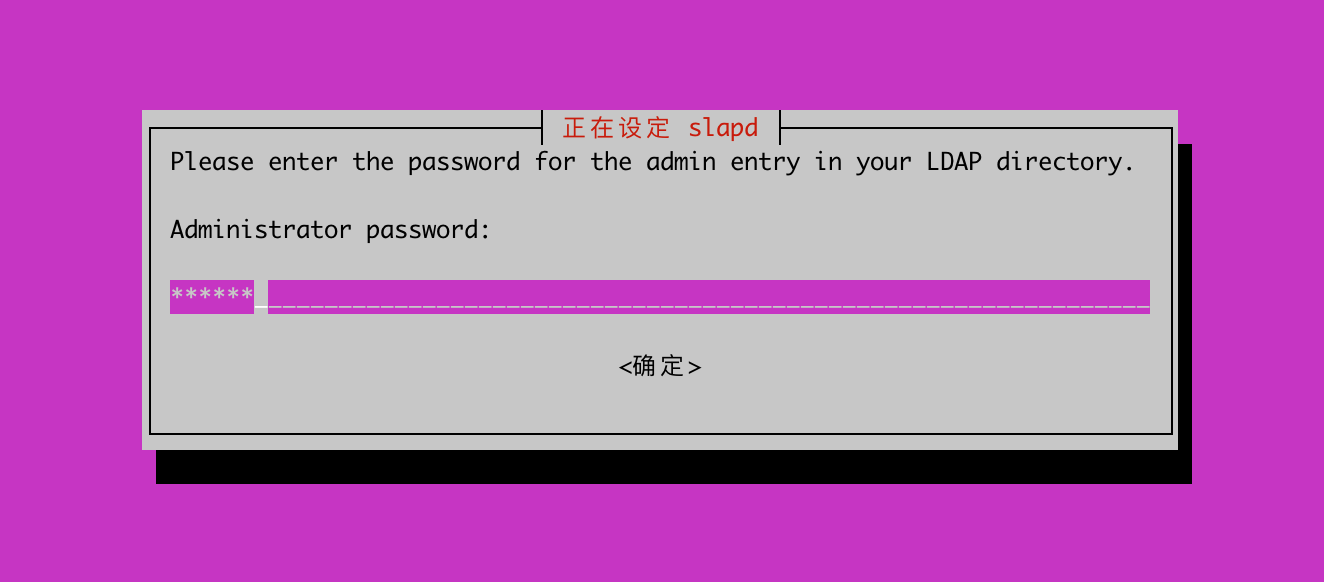 正在设定 slapd
Please enter the password for the admin entry in your LDAP directory.
Administrator password:
******_______________________________________________________________
<确定>